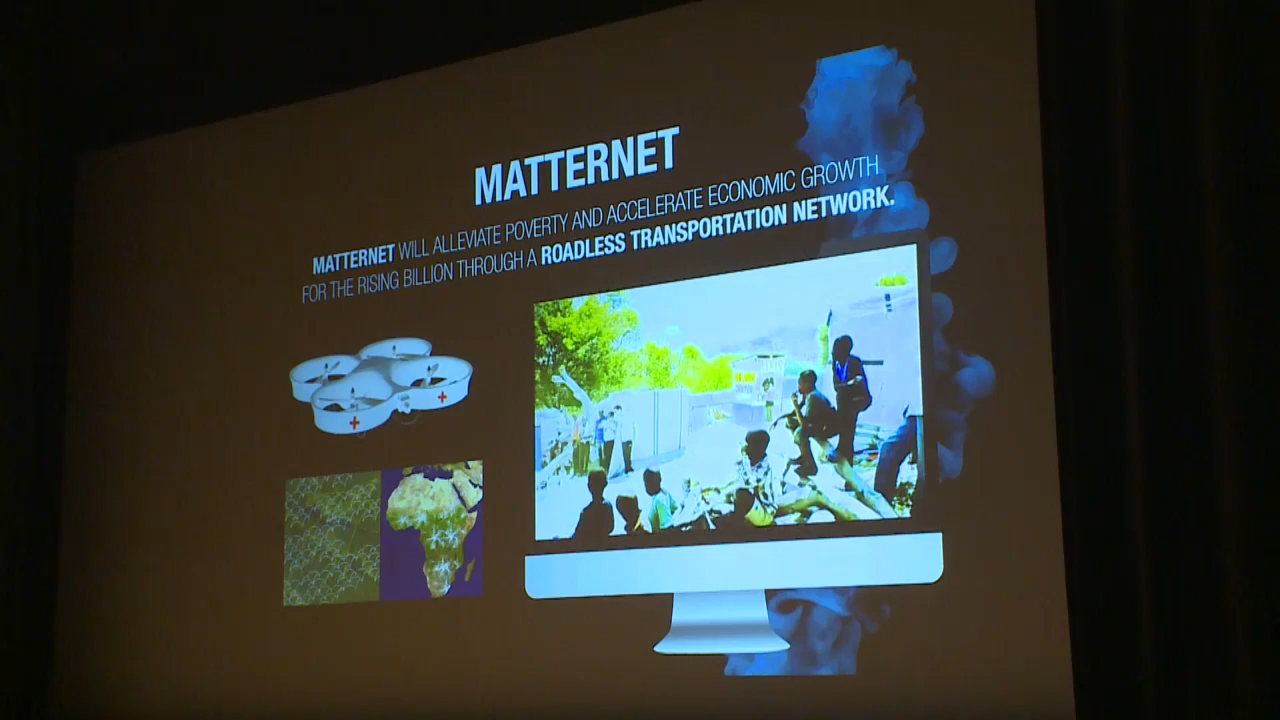 MATTERNET
MATTERNET WILL ALLEVIATE POVERTY AND ACCELERATE ECONOMIC GROWTH
FOR THE RISING BILLION THROUGH A ROADLESS TRANSPORTATION NETWORK.